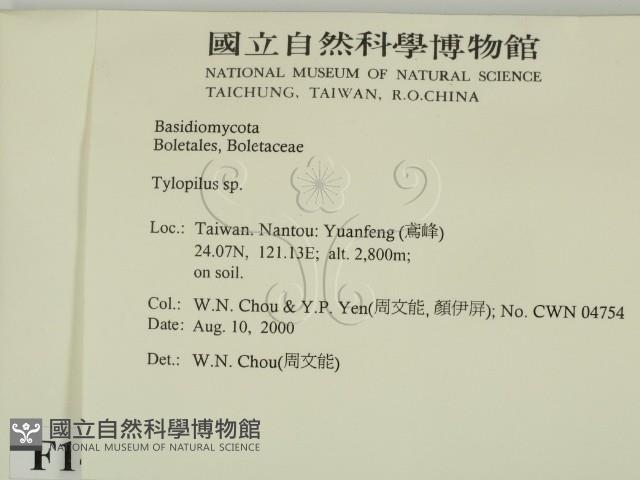 國立自然科學博物館
NATIONAL MUSEUM OF NATURAL SCIENCE
TAICHUNG, TAIWAN, R.O.CHINA
Basidiomycota
Boletales, Boletaceae
Tylopilus sp.
Loc.: Taiwan. Nantou: Yuanfeng (鳶峰)
24.07N, 121.13E; alt. 2,800m;
on soil.
Col.: W.N. Chou & Y.P. Yen(周文能, 顏伊屏); No. CWN 04754
Date: Aug. 10, 2000
Det.: W.N. Chou(周文能)
國立自然科學博物館
NATIONAL MUSEUM OF NATURAL SCIENCE
F1